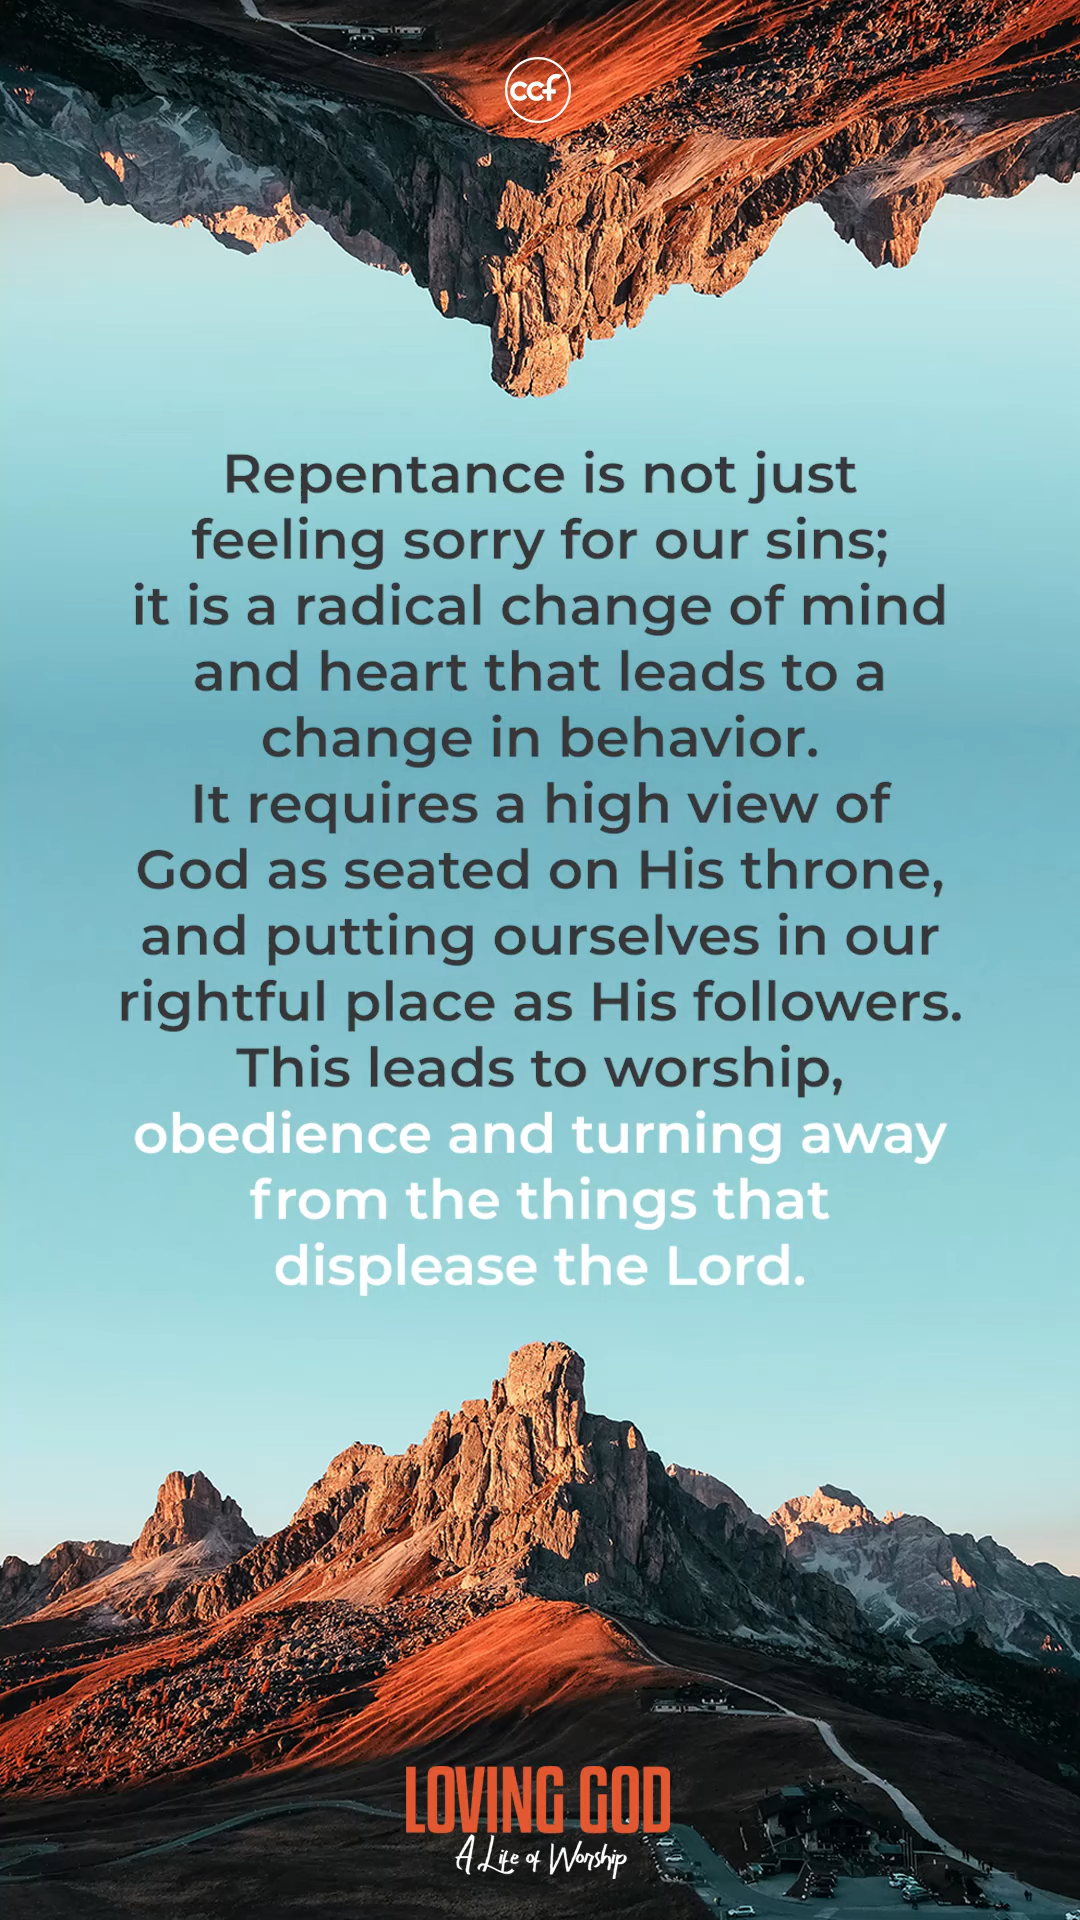 ccf
Repentance is not just
feeling sorry for our sins;
it is a radical change of mind
and heart that leads to a
change in behavior.
It requires a high view of
God as seated on His throne,
and putting ourselves in our
rightful place as His followers.
This leads to worship,
obedience and turning away
from the things that
displease the Lord.
LOVING GOD
A Life of Worship